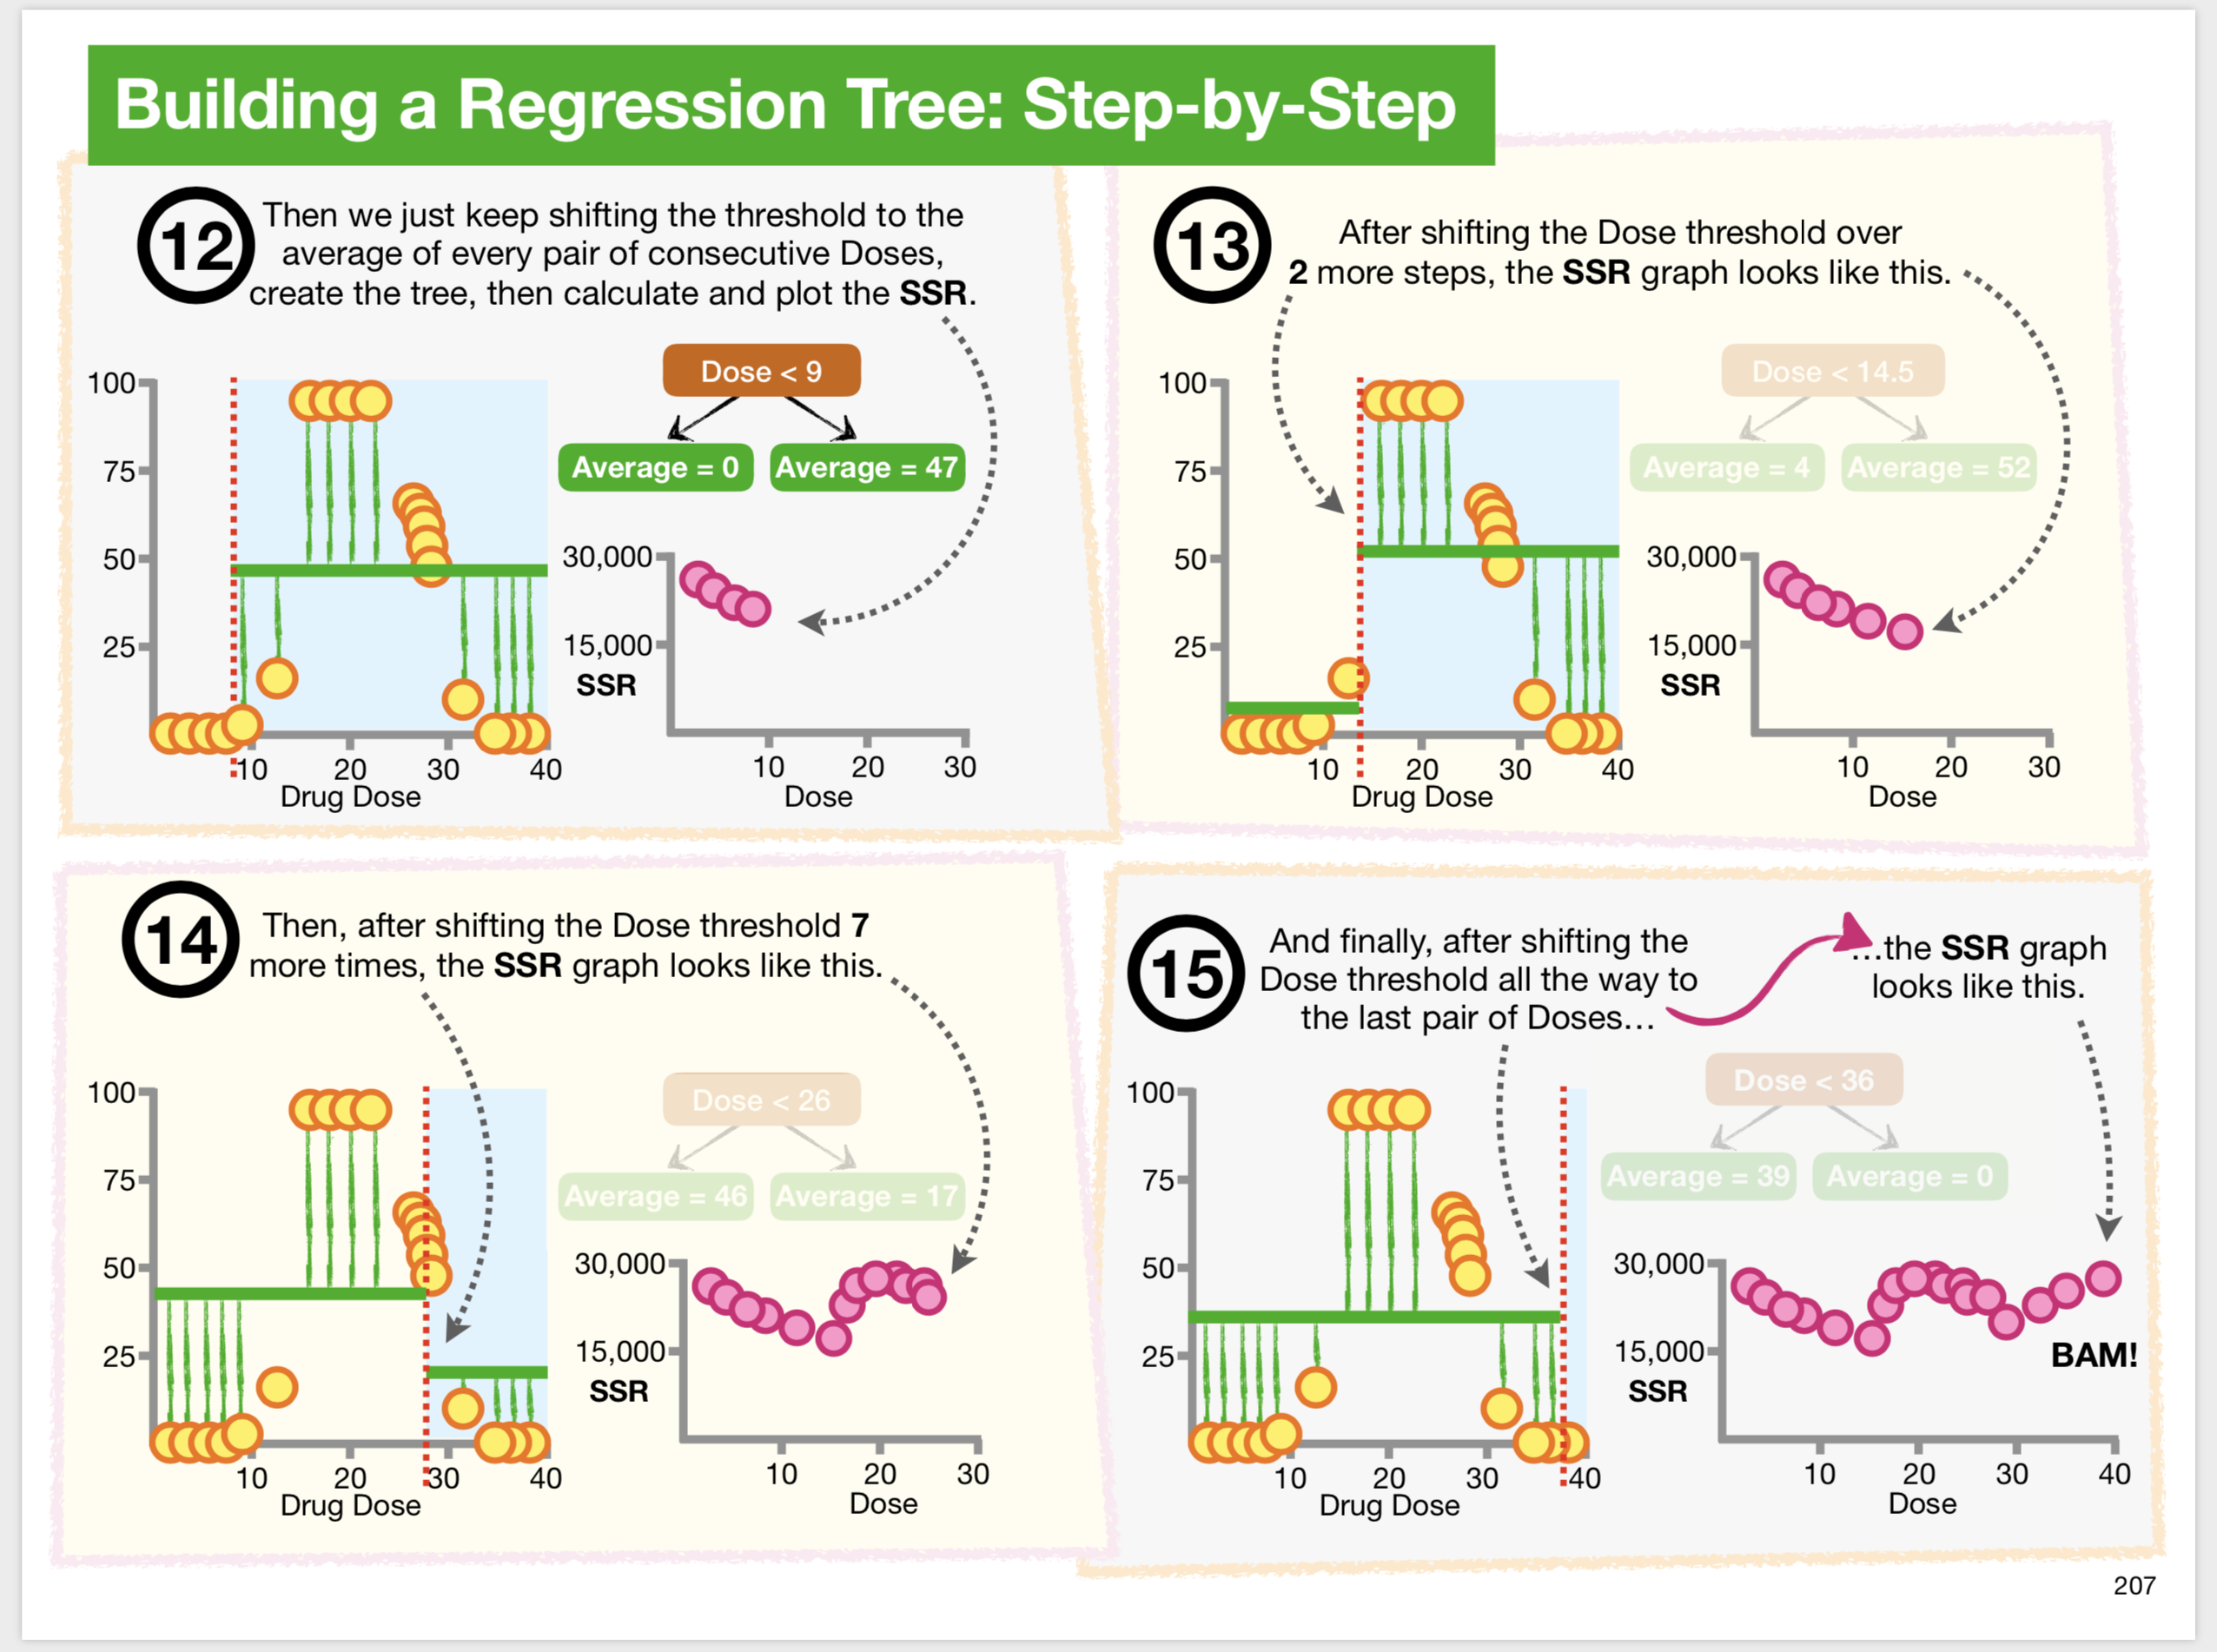 Building a Regression Tree: Step-by-Step
12
Then we just keep shifting the threshold to the
average of every pair of consecutive Doses,
create the tree, then calculate and plot the SSR.
Dose < 9
Average = 0
Average = 47
100
75
50
25
10
20
30
40
Drug Dose
30,000
15,000
SSR
10
20
30
Dose
13
After shifting the Dose threshold over
2 more steps, the SSR graph looks like this.
Dose < 14.5
Average = 4
Average = 52
100
75
50
25
10
20
30
40
Drug Dose
30,000
15,000
SSR
10
20
30
Dose
14
Then, after shifting the Dose threshold 7
more times, the SSR graph looks like this.
Dose < 26
Average = 46
Average = 17
100
75
50
25
10
20
30
40
Drug Dose
30,000
15,000
SSR
10
20
30
Dose
15
And finally, after shifting the
Dose threshold all the way to
the last pair of Doses…
…the SSR graph
looks like this.
Dose < 36
Average = 39
Average = 0
100
75
50
25
10
20
30
40
Drug Dose
30,000
15,000
SSR
BAM!
10
20
30
40
Dose
207